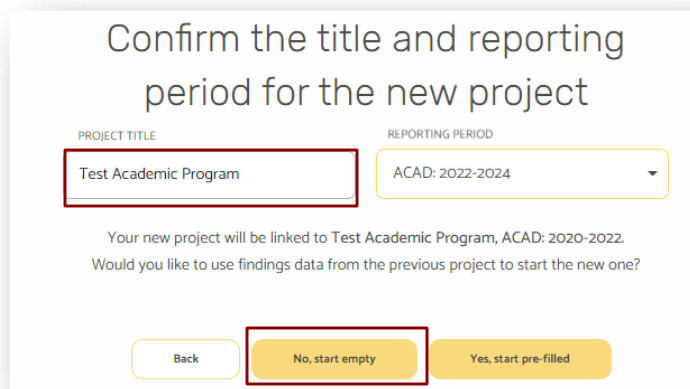 Confirm the title and reporting
period for the new project
PROJECT TITLE
REPORTING PERIOD
Test Academic Program
ACAD: 2022-2024
Your new project will be linked to Test Academic Program, ACAD: 2020-2022.
Would you like to use findings data from the previous project to start the new one?
Back
No, start empty
Yes, start pre-filled